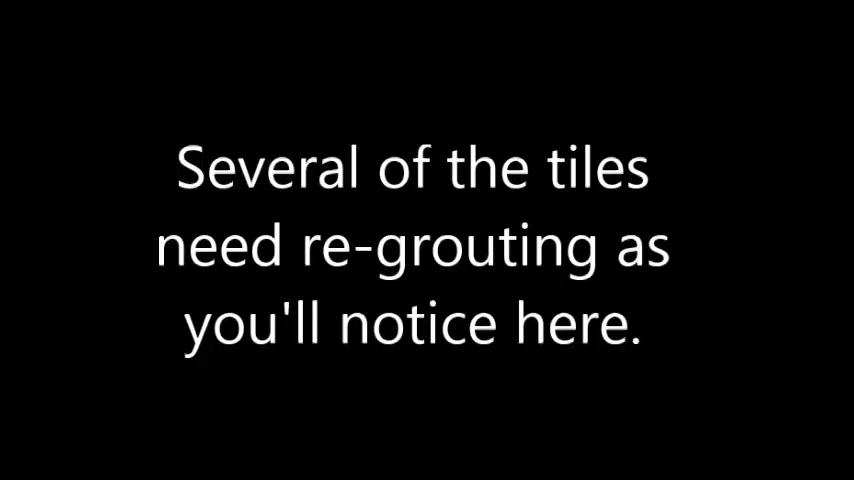 Several of the tiles
need re-grouting as
you'll notice here.